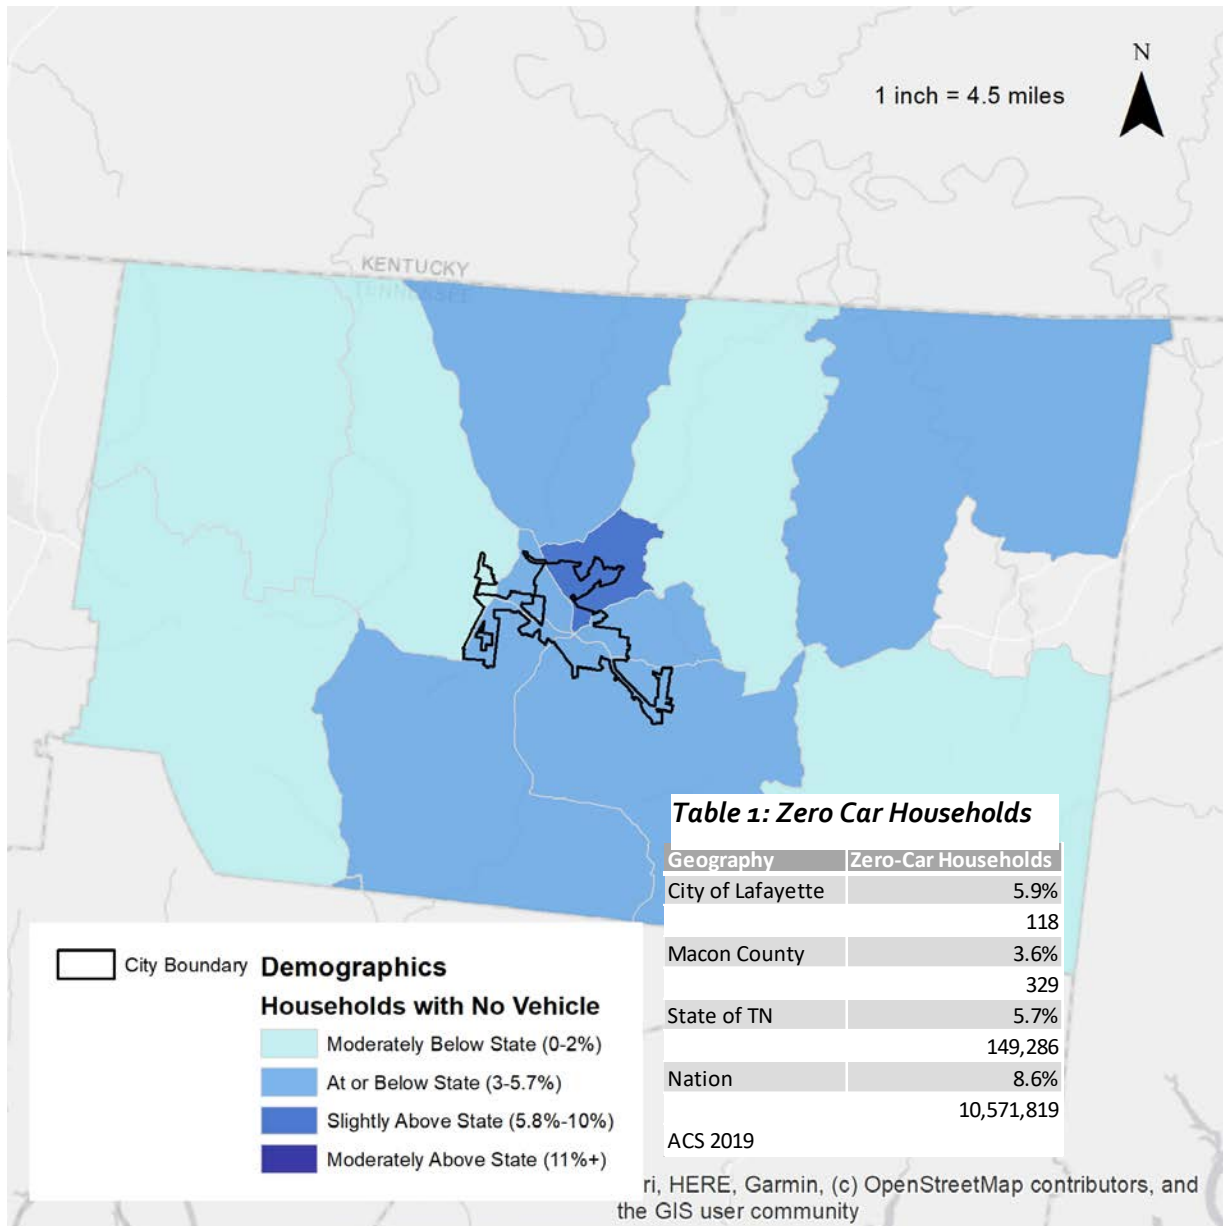 N
1 inch = 4.5 miles
KENTUCKY
TENNESSEE
Table 1: Zero Car Households
Geography Zero-Car Households
City of Lafayette 5.9%
118
Macon County 3.6%
329
State of TN 5.7%
149,286
Nation 8.6%
10,571,819
ACS 2019
City Boundary
Demographics
Households with No Vehicle
Moderately Below State (0-2%)
At or Below State (3-5.7%)
Slightly Above State (5.8%-10%)
Moderately Above State (11%+)
ri, HERE, Garmin, (c) OpenStreetMap contributors, and
the GIS user community